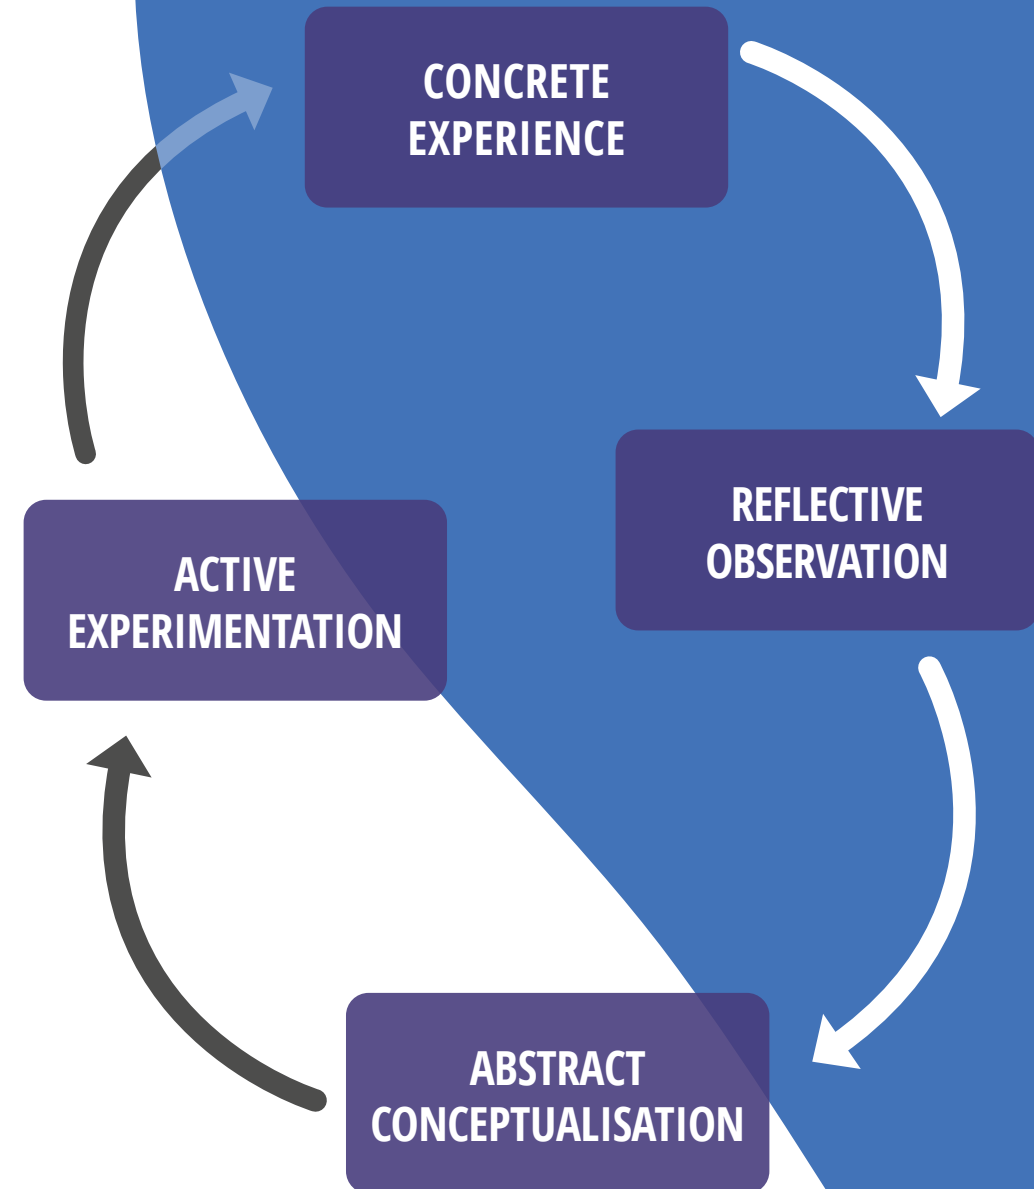 CONCRETE
EXPERIENCE
REFLECTIVE
OBSERVATION
ACTIVE
EXPERIMENTATION
ABSTRACT
CONCEPTUALISATION